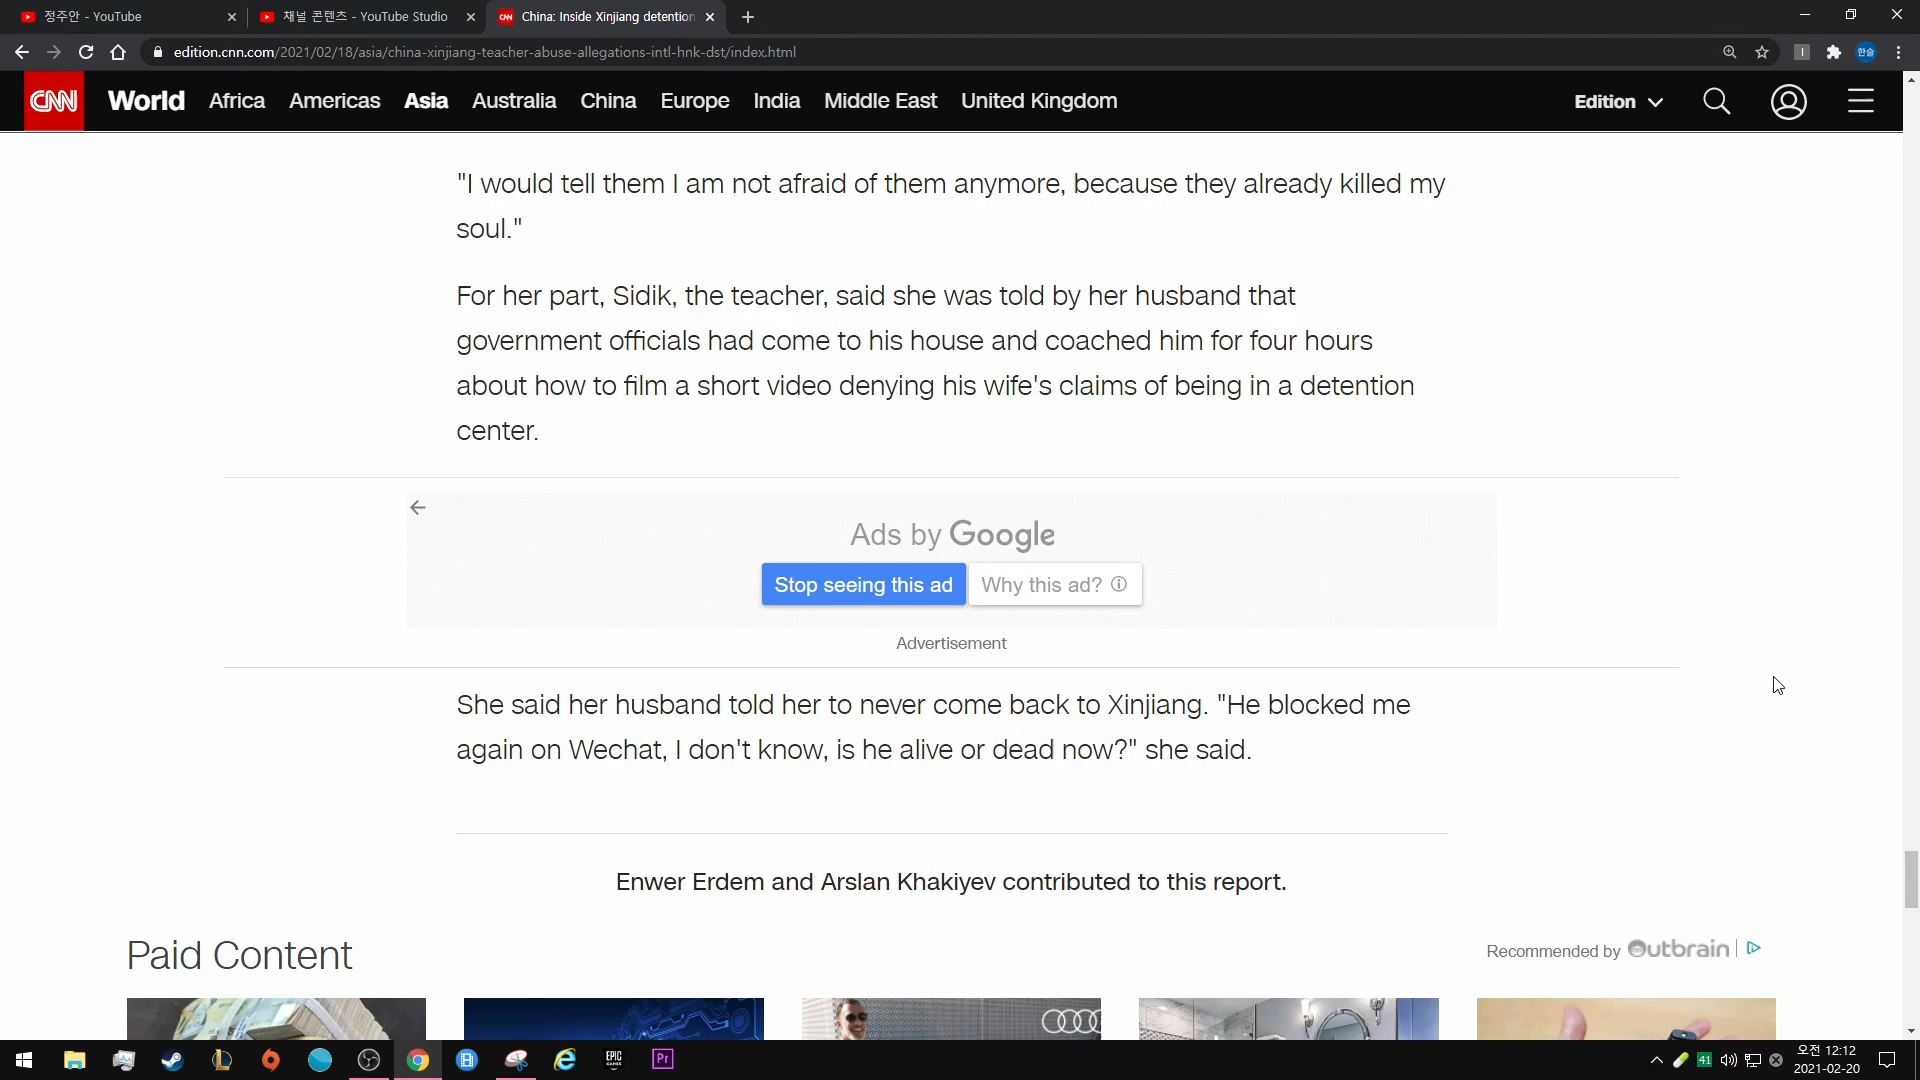 정주안 - YouTube
채널 콘텐츠 - YouTube Studio
CNN China: Inside Xinjiang detention
edition.cnn.com/2021/02/18/asia/china-xinjiang-teacher-abuse-allegations-intl-hnk-dst/index.html
한슬
CNN World Africa Americas Asia Australia China Europe India Middle East United Kingdom Edition
"I would tell them I am not afraid of them anymore, because they already killed my
soul."
For her part, Sidik, the teacher, said she was told by her husband that
government officials had come to his house and coached him for four hours
about how to film a short video denying his wife's claims of being in a detention
center.
Ads by Google
Stop seeing this ad Why this ad?
Advertisement
She said her husband told her to never come back to Xinjiang. "He blocked me
again on Wechat, I don't know, is he alive or dead now?" she said.
Enwer Erdem and Arslan Khakiyev contributed to this report.
Paid Content
Recommended by Outbrain
EPIC
GAMES
Pr
41
오전 12:12
2021-02-20